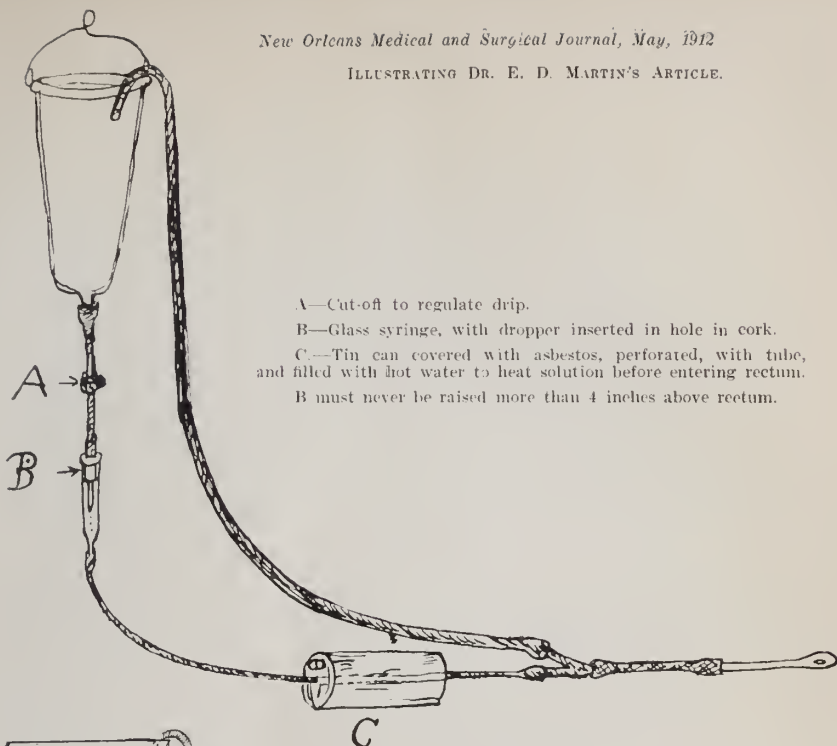 New Orleans Medical and Surgical Journal, May, 1912
ILLUSTRATING DR. E. D. MARTIN'S ARTICLE.
A—Cut-off to regulate drip.
B—Glass syringe, with dropper inserted in hole in cork.
C.—Tin can covered with asbestos, perforated, with tube,
and filled with hot water to heat solution before entering rectum.
B must never be raised more than 4 inches above rectum.
A
B
C